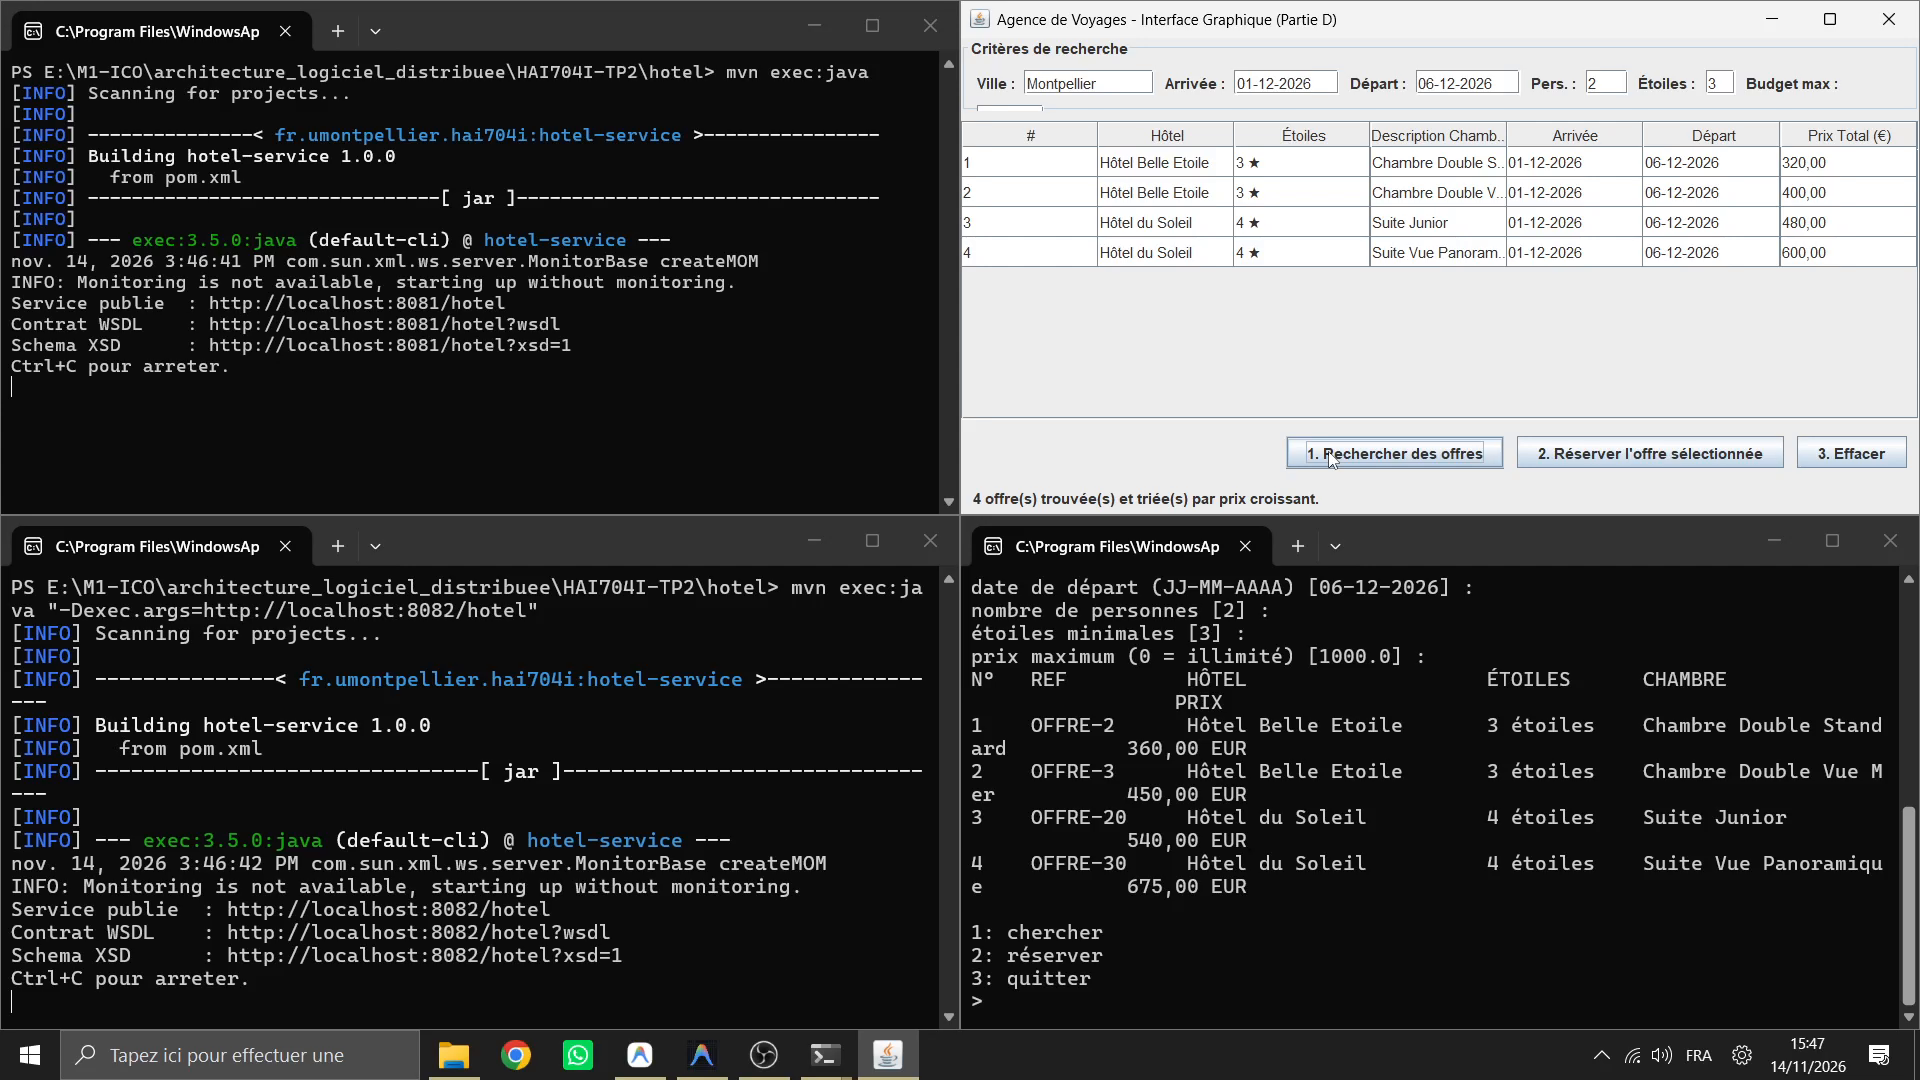 C:\Program Files\WindowsAp
PS E:\M1-ICO\architecture_logiciel_distribuee\HAI704I-TP2\hotel> mvn exec:java
[INFO] Scanning for projects...
[INFO]
[INFO] ---------------< fr.umontpellier.hai704i:hotel-service >----------------
[INFO] Building hotel-service 1.0.0
[INFO]   from pom.xml
[INFO] --------------------------------[ jar ]---------------------------------
[INFO]
[INFO] --- exec:3.5.0:java (default-cli) @ hotel-service ---
nov. 14, 2026 3:46:41 PM com.sun.xml.ws.server.MonitorBase createMOM
INFO: Monitoring is not available, starting up without monitoring.
Service publie  : http://localhost:8081/hotel
Contrat WSDL    : http://localhost:8081/hotel?wsdl
Schema XSD      : http://localhost:8081/hotel?xsd=1
Ctrl+C pour arreter.
Agence de Voyages - Interface Graphique (Partie D)
Critères de recherche
Ville : Montpellier Arrivée : 01-12-2026 Départ : 06-12-2026 Pers. : 2 Étoiles : 3 Budget max :
# Hôtel Étoiles Description Chamb... Arrivée Départ Prix Total (€)
1 Hôtel Belle Etoile 3 ★ Chambre Double S... 01-12-2026 06-12-2026 320,00
2 Hôtel Belle Etoile 3 ★ Chambre Double V... 01-12-2026 06-12-2026 400,00
3 Hôtel du Soleil 4 ★ Suite Junior 01-12-2026 06-12-2026 480,00
4 Hôtel du Soleil 4 ★ Suite Vue Panoram... 01-12-2026 06-12-2026 600,00
1. Rechercher des offres 2. Réserver l'offre sélectionnée 3. Effacer
4 offre(s) trouvée(s) et triée(s) par prix croissant.
C:\Program Files\WindowsAp
PS E:\M1-ICO\architecture_logiciel_distribuee\HAI704I-TP2\hotel> mvn exec:ja
va "-Dexec.args=http://localhost:8082/hotel"
[INFO] Scanning for projects...
[INFO]
[INFO] ---------------< fr.umontpellier.hai704i:hotel-service >-------------
---
[INFO] Building hotel-service 1.0.0
[INFO]   from pom.xml
[INFO] --------------------------------[ jar ]------------------------------
---
[INFO]
[INFO] --- exec:3.5.0:java (default-cli) @ hotel-service ---
nov. 14, 2026 3:46:42 PM com.sun.xml.ws.server.MonitorBase createMOM
INFO: Monitoring is not available, starting up without monitoring.
Service publie  : http://localhost:8082/hotel
Contrat WSDL    : http://localhost:8082/hotel?wsdl
Schema XSD      : http://localhost:8082/hotel?xsd=1
Ctrl+C pour arreter.
C:\Program Files\WindowsAp
date de départ (JJ-MM-AAAA) [06-12-2026] :
nombre de personnes [2] :
étoiles minimales [3] :
prix maximum (0 = illimité) [1000.0] :
N°   REF          HÔTEL                    ÉTOILES      CHAMBRE
PRIX
1    OFFRE-2      Hôtel Belle Etoile       3 étoiles    Chambre Double Stand
ard          360,00 EUR
2    OFFRE-3      Hôtel Belle Etoile       3 étoiles    Chambre Double Vue M
er           450,00 EUR
3    OFFRE-20     Hôtel du Soleil          4 étoiles    Suite Junior
540,00 EUR
4    OFFRE-30     Hôtel du Soleil          4 étoiles    Suite Vue Panoramiqu
e            675,00 EUR
1: chercher
2: réserver
3: quitter
>
Tapez ici pour effectuer une
FRA
15:47
14/11/2026